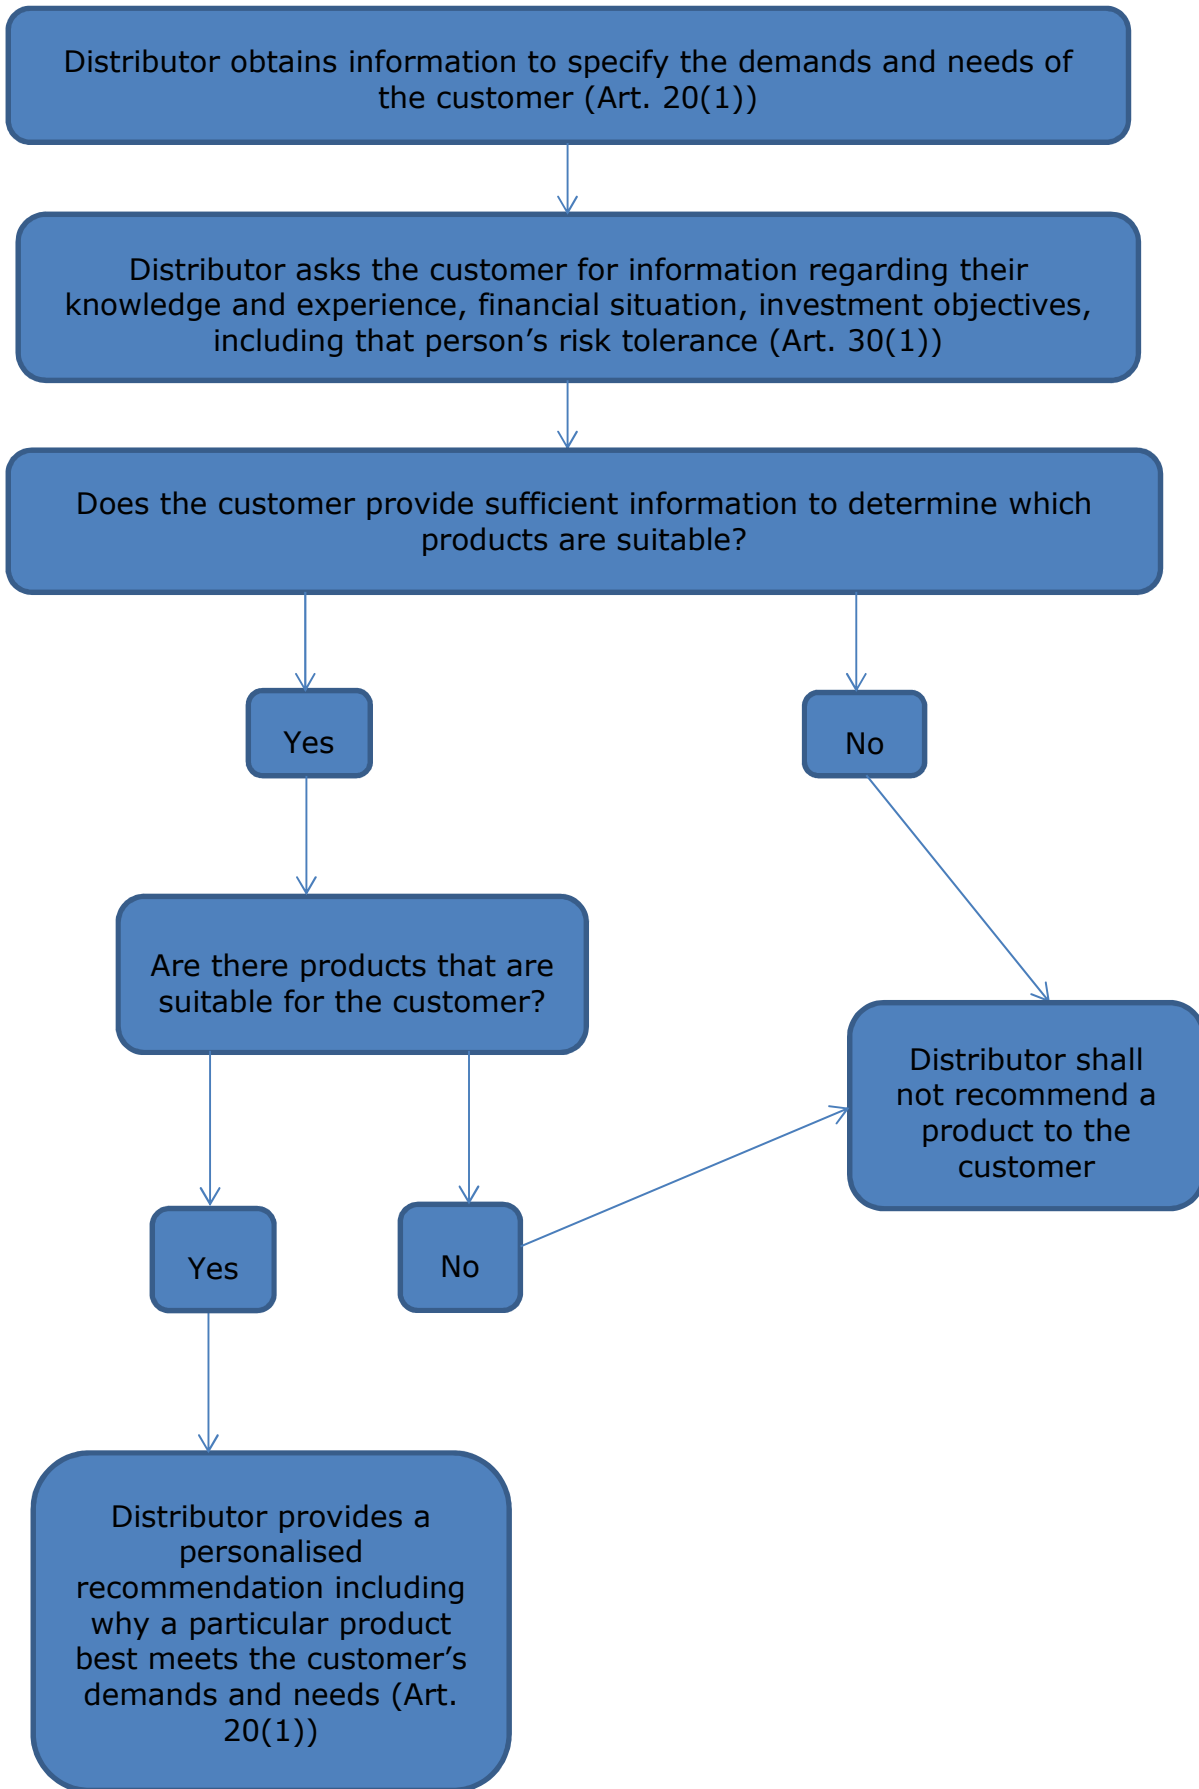 Distributor obtains information to specify the demands and needs of
the customer (Art. 20(1))
Distributor asks the customer for information regarding their
knowledge and experience, financial situation, investment objectives,
including that person’s risk tolerance (Art. 30(1))
Does the customer provide sufficient information to determine which
products are suitable?
Yes
No
Are there products that are
suitable for the customer?
Distributor shall
not recommend a
product to the
customer
Yes
No
Distributor provides a
personalised
recommendation including
why a particular product
best meets the customer’s
demands and needs (Art.
20(1))